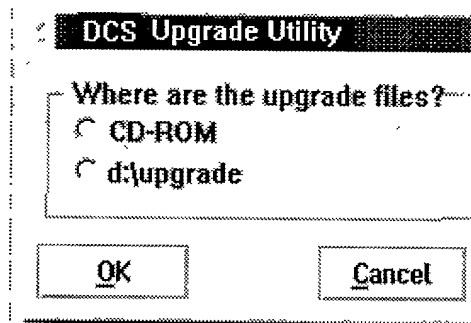 DCS Upgrade Utility
Where are the upgrade files?
CD-ROM
d:\upgrade
OK
Cancel